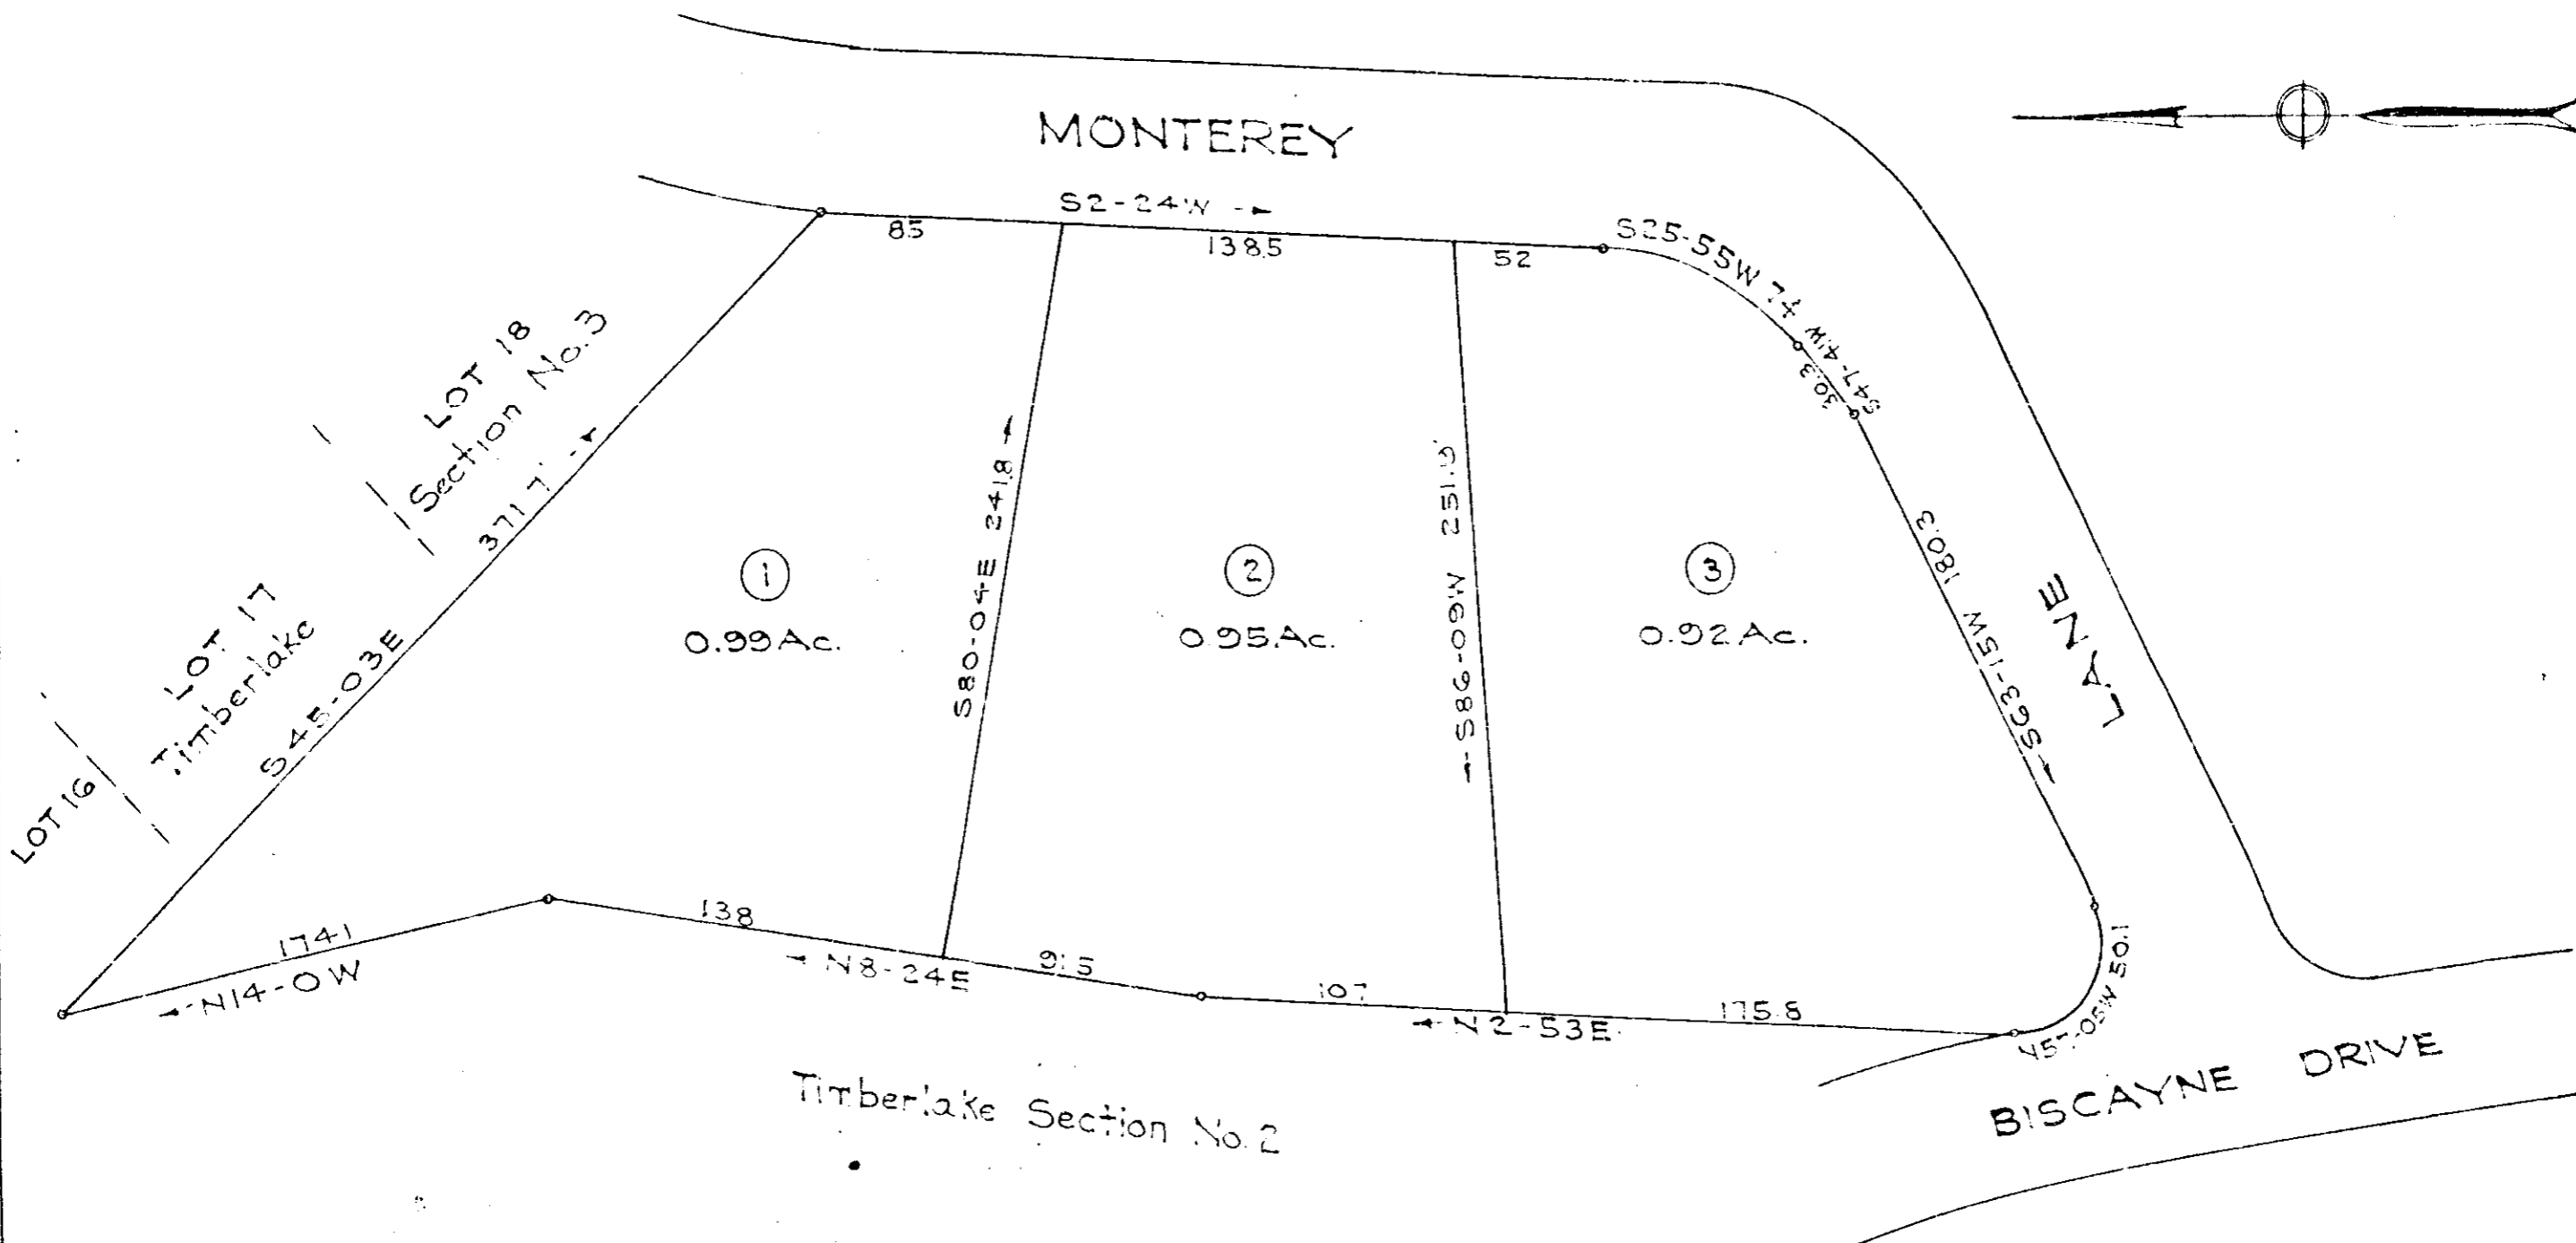 MONTEREY
S2-24W
85
138.5
52
S25-55W 74
S47-41W
30.3
LOT 18
Section No.3
371.7'
S 45-03E
LOT 17
Timberlake
LOT 16
S80-04E 241.8
S86-09W
180.3
S63-15W
LANE
1
0.99 Ac.
2
0.95 Ac.
3
0.92 Ac.
174.1
N14-0W
138
N8-24E
91.5
107
N2-53E
175.8
50.1
BISCAYNE DRIVE
Timberlake Section No. 2